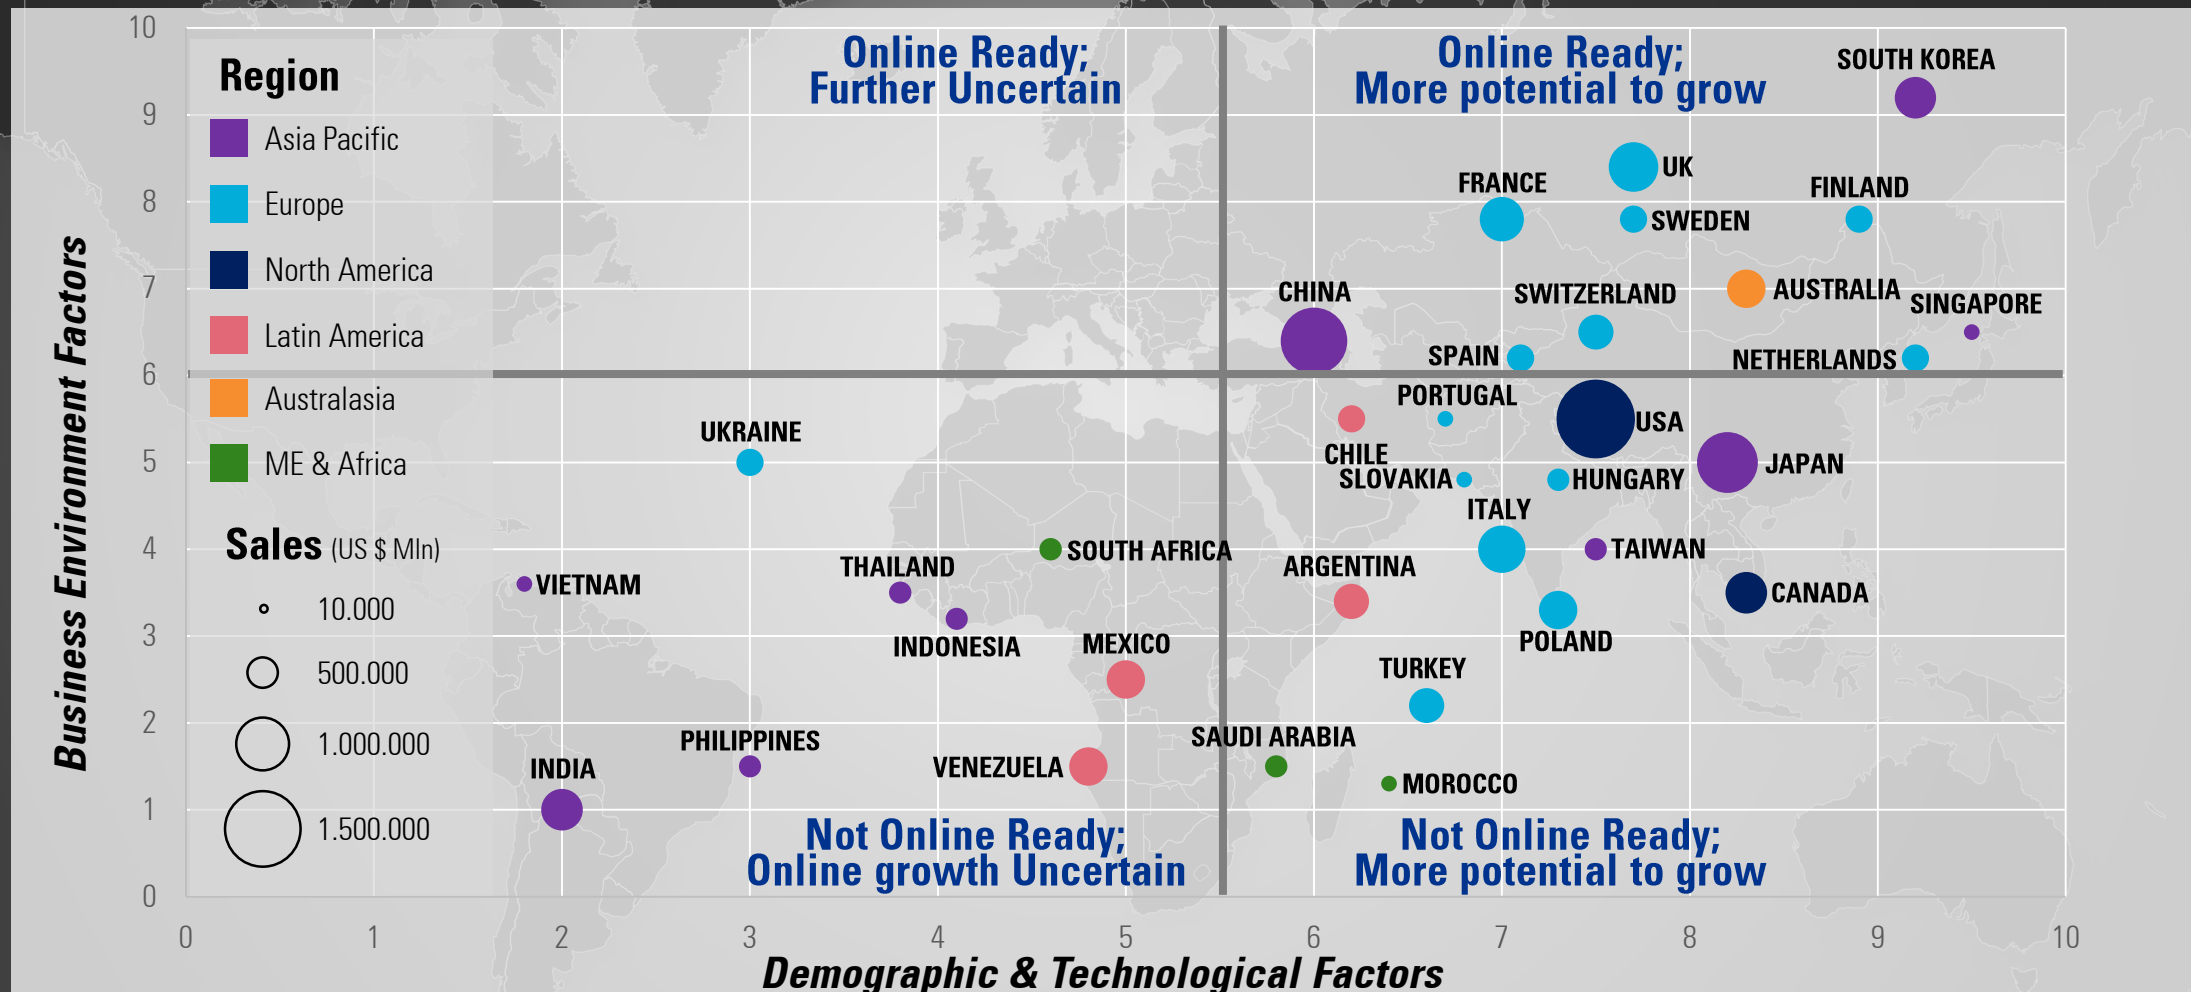 10
9
8
7
6
5
4
3
2
1
0
Business Environment Factors
Region
Asia Pacific
Europe
North America
Latin America
Australasia
ME & Africa
Sales (US $ Mln)
10.000
500.000
1.000.000
1.500.000
Online Ready;
Further Uncertain
Online Ready;
More potential to grow
SOUTH KOREA
UK
FRANCE
FINLAND
SWEDEN
CHINA
SWITZERLAND
AUSTRALIA
SINGAPORE
SPAIN
NETHERLANDS
UKRAINE
VIETNAM
THAILAND
SOUTH AFRICA
INDONESIA
MEXICO
PHILIPPINES
INDIA
VENEZUELA
Not Online Ready;
Online growth Uncertain
PORTUGAL
USA
CHILE
JAPAN
SLOVAKIA
HUNGARY
ITALY
TAIWAN
ARGENTINA
CANADA
POLAND
TURKEY
SAUDI ARABIA
MOROCCO
Not Online Ready;
More potential to grow
0 1 2 3 4 5 6 7 8 9 10
Demographic & Technological Factors